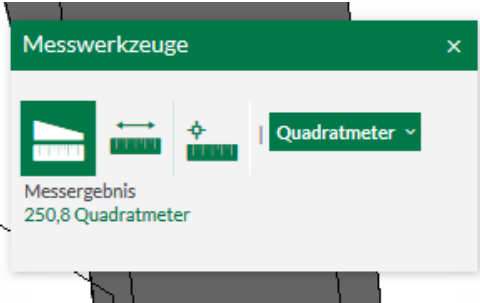 Messwerkzeuge
| Quadratmeter
Messergebnis
250,8 Quadratmeter